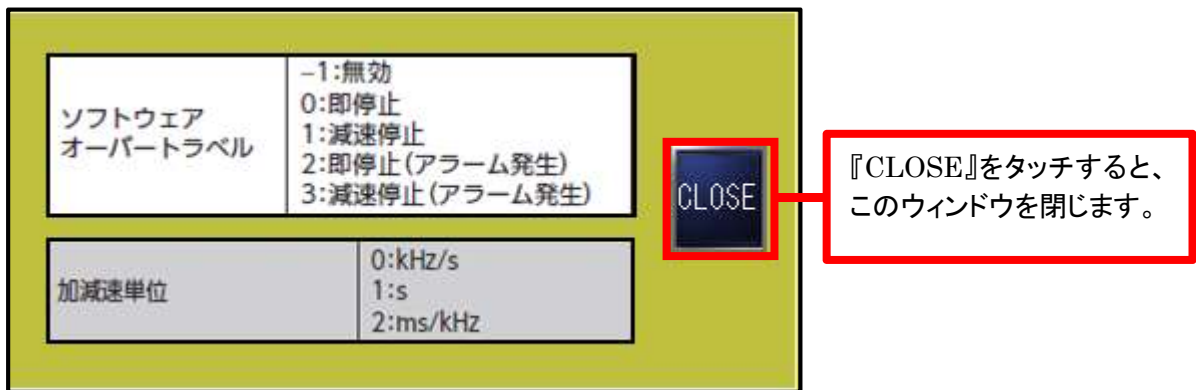 ソフトウェア
オーバートラベル
−1:無効
0:即停止
1:減速停止
2:即停止(アラーム発生)
3:減速停止(アラーム発生)
加減速単位
0:kHz/s
1:s
2:ms/kHz
CLOSE
『CLOSE』をタッチすると、
このウィンドウを閉じます。